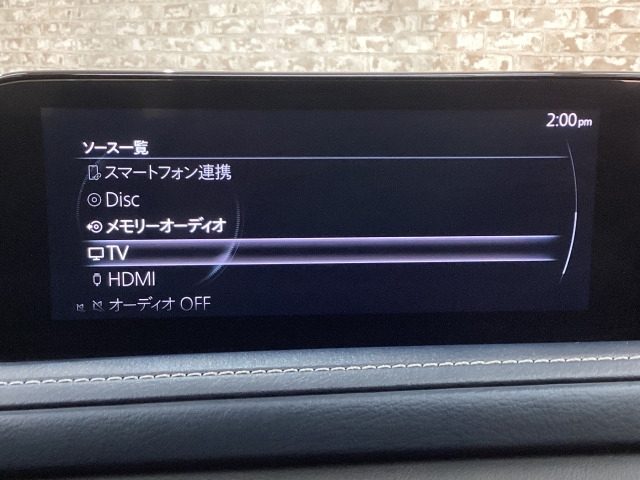 2:00pm
ソース一覧
スマートフォン連携
Disc
メモリーオーディオ
TV
HDMI
オーディオ OFF